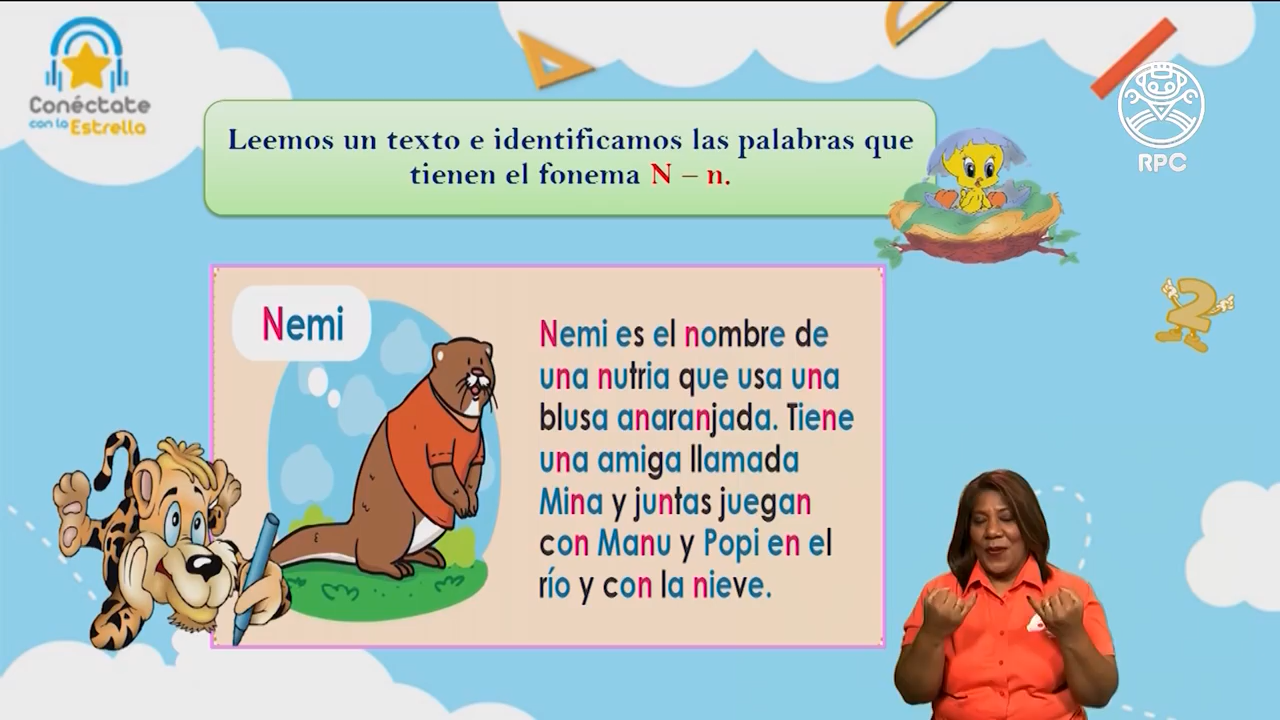 Conéctate
con la Estrella
Leemos un texto e identificamos las palabras que
tienen el fonema N – n.
RPC
2
Nemi
Nemi es el nombre de
una nutria que usa una
blusa anaranjada. Tiene
una amiga llamada
Mina y juntas juegan
con Manu y Popi en el
río y con la nieve.